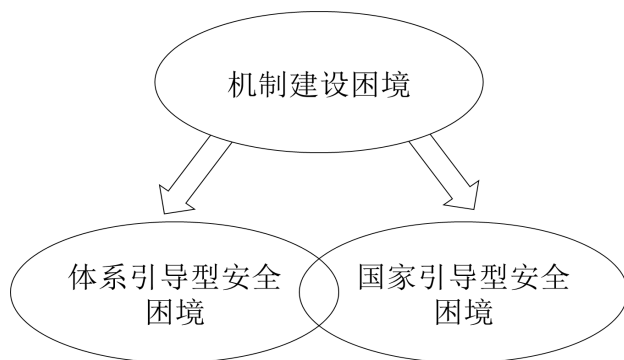 机制建设困境
体系引导型安全
困境
国家引导型安全
困境